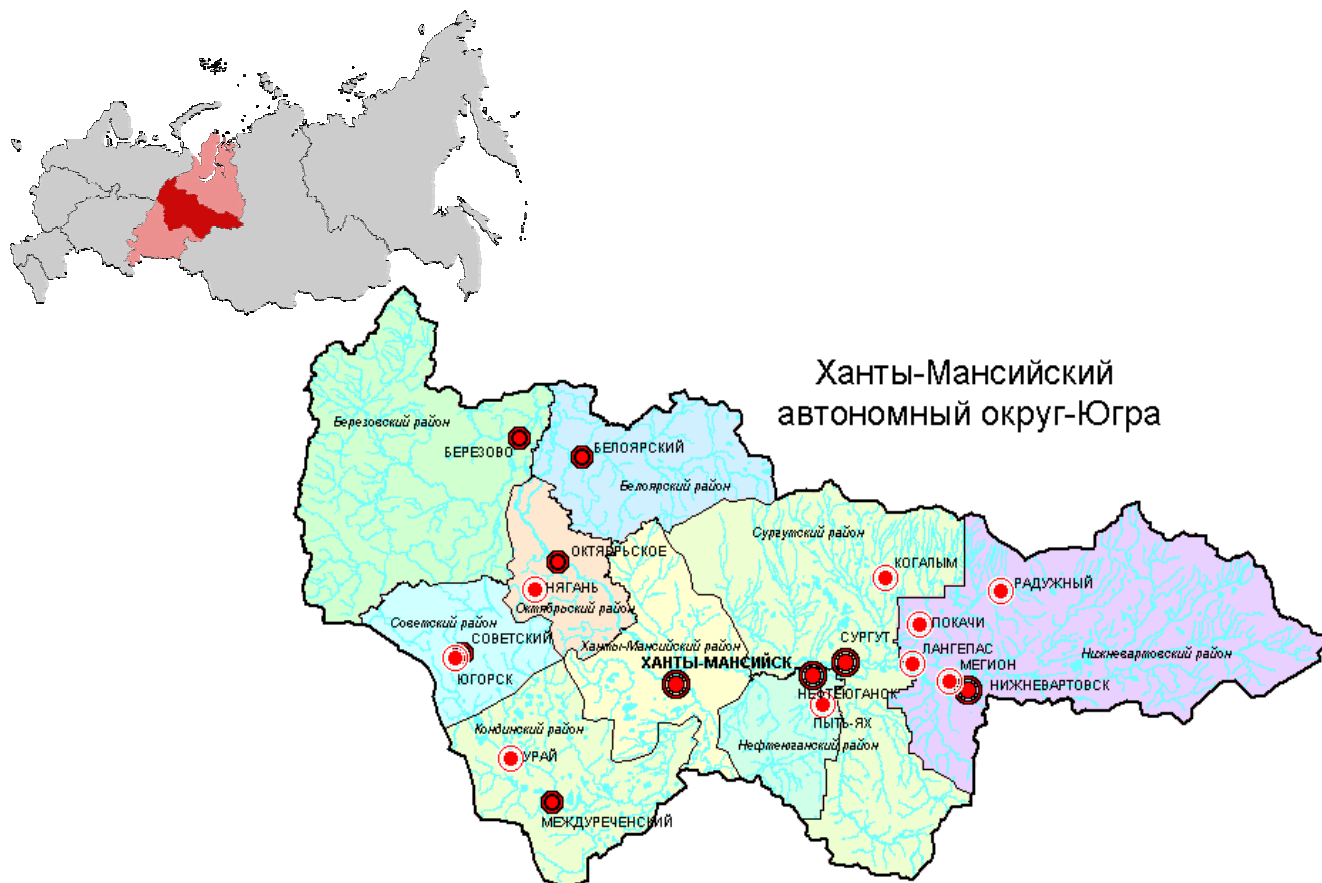 Ханты-Мансийский
автономный округ-Югра
Березовский район
БЕРЕЗОВО
БЕЛОЯРСКИЙ
Белоярский район
Сургутский район
ОКТЯБРЬСКОЕ
КОГАЛЫМ
НЯГАНЬ
РАДУЖНЫЙ
Октябрьский район
Советский район
ПОКАЧИ
СОВЕТСКИЙ
СУРГУТ
Ханты-Мансийский район
ЛАНГЕПАС
Нижневартовский район
ХАНТЫ-МАНСИЙСК
МЕГИОН
ЮГОРСК
НИЖНЕВАРТОВСК
НЕФТЕЮГАНСК
ПЫТЬ-ЯХ
Кондинский район
Нефтеюганский район
УРАЙ
МЕЖДУРЕЧЕНСКИЙ